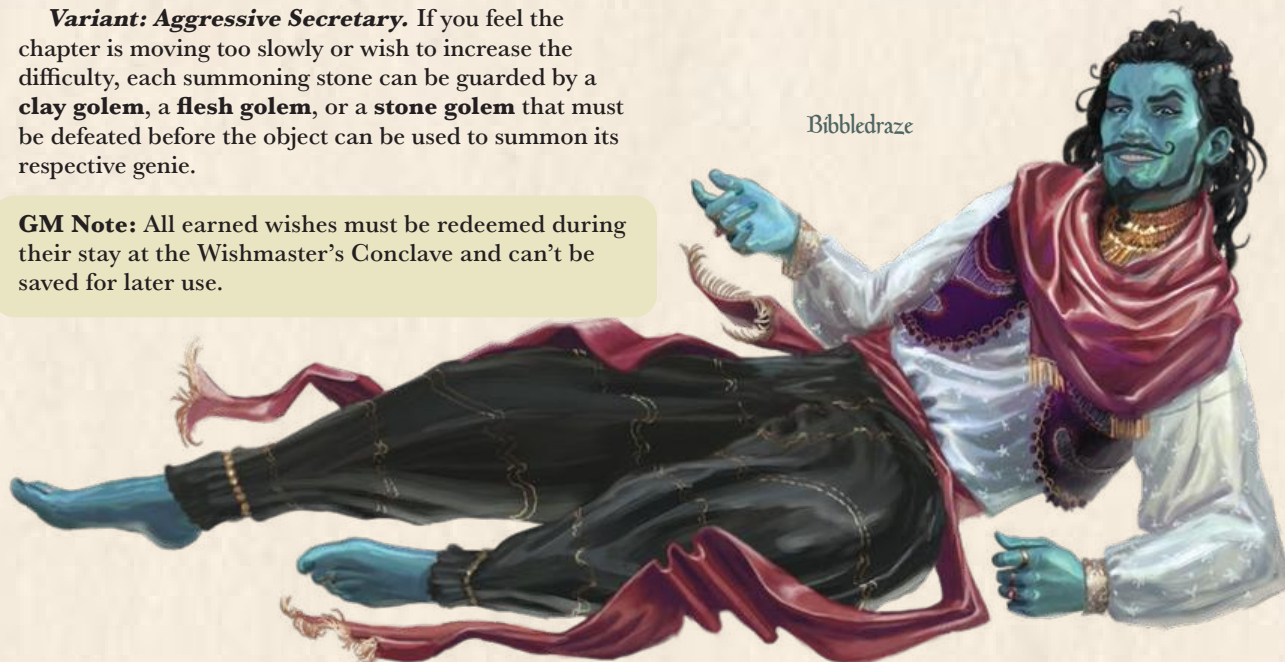 Variant: Aggressive Secretary. If you feel the
chapter is moving too slowly or wish to increase the
difficulty, each summoning stone can be guarded by a
clay golem, a flesh golem, or a stone golem that must
be defeated before the object can be used to summon its
respective genie.
Bibbledraze
GM Note: All earned wishes must be redeemed during
their stay at the Wishmaster’s Conclave and can’t be
saved for later use.